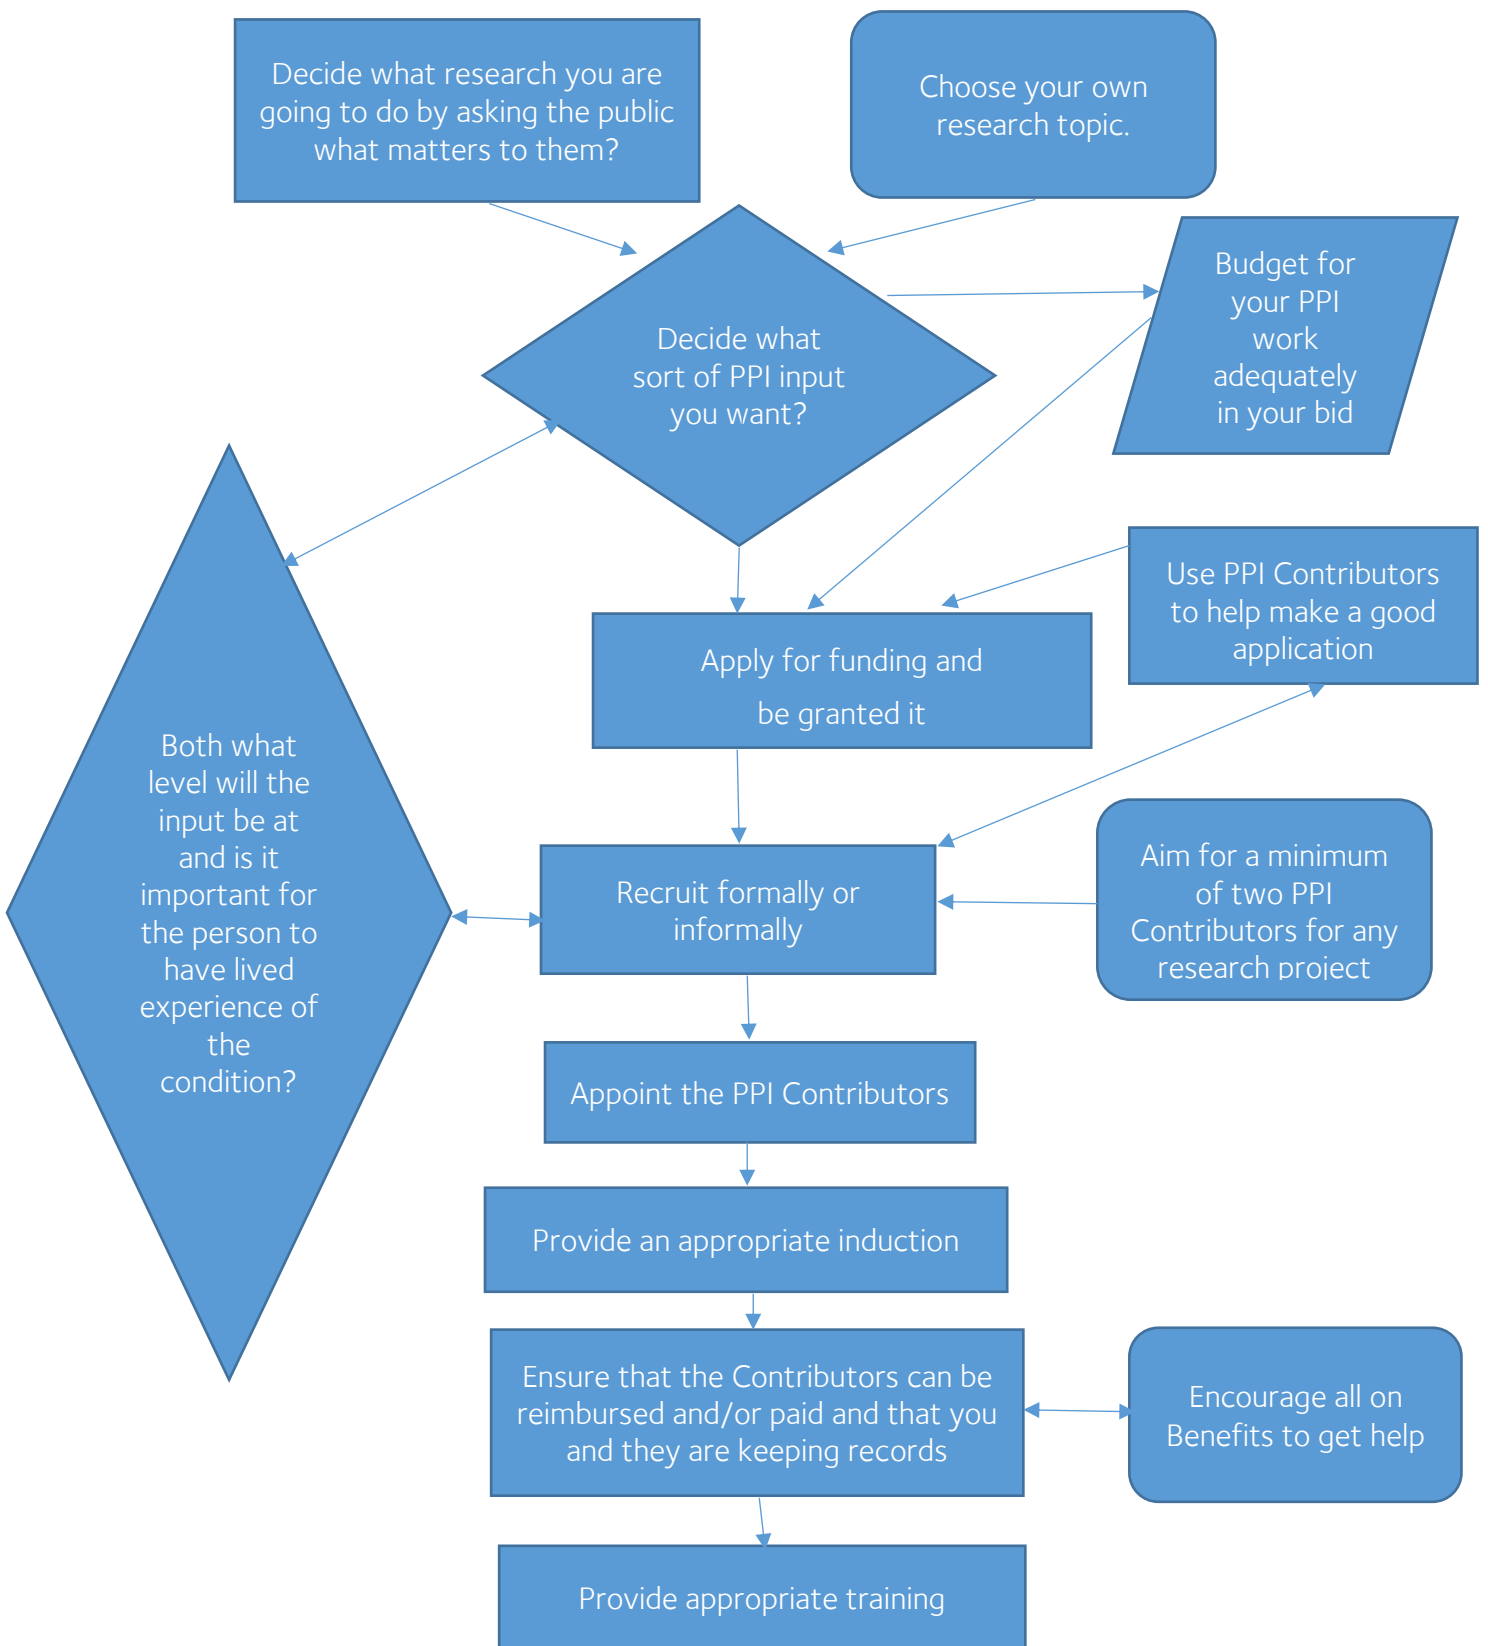 Decide what research you are
going to do by asking the public
what matters to them?
Choose your own
research topic.
Budget for
your PPI
work
adequately
in your bid
Decide what
sort of PPI input
you want?
Use PPI Contributors
to help make a good
application
Apply for funding and
be granted it
Both what
level will the
input be at
and is it
important for
the person to
have lived
experience of
the
condition?
Aim for a minimum
of two PPI
Contributors for any
research project
Recruit formally or
informally
Appoint the PPI Contributors
Provide an appropriate induction
Ensure that the Contributors can be
reimbursed and/or paid and that you
and they are keeping records
Encourage all on
Benefits to get help
Provide appropriate training